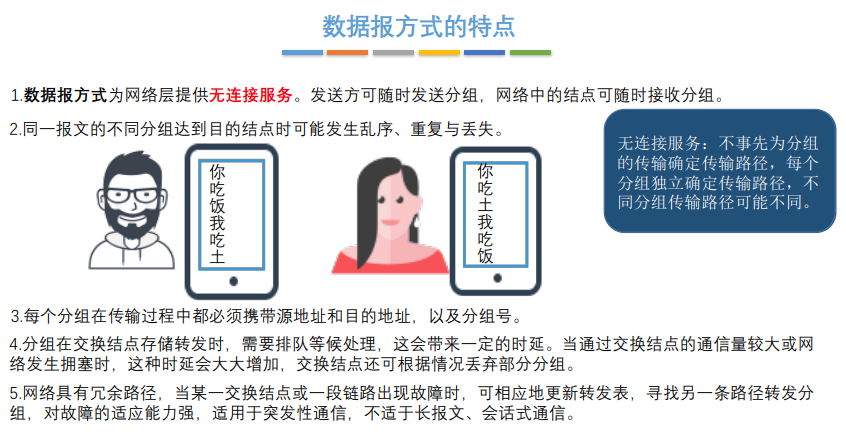 数据报方式的特点
1.数据报方式为网络层提供无连接服务。发送方可随时发送分组，网络中的结点可随时接收分组。
2.同一报文的不同分组达到目的结点时可能发生乱序、重复与丢失。
无连接服务：不事先为分组
的传输确定传输路径，每个
分组独立确定传输路径，不
同分组传输路径可能不同。
你
吃
饭
我
吃
土
你
吃
土
我
吃
饭
3.每个分组在传输过程中都必须携带源地址和目的地址，以及分组号。
4.分组在交换结点存储转发时，需要排队等候处理，这会带来一定的时延。当通过交换结点的通信量较大或网
络发生拥塞时，这种时延会大大增加，交换结点还可根据情况丢弃部分分组。
5.网络具有冗余路径，当某一交换结点或一段链路出现故障时，可相应地更新转发表，寻找另一条路径转发分
组，对故障的适应能力强，适用于突发性通信，不适于长报文、会话式通信。